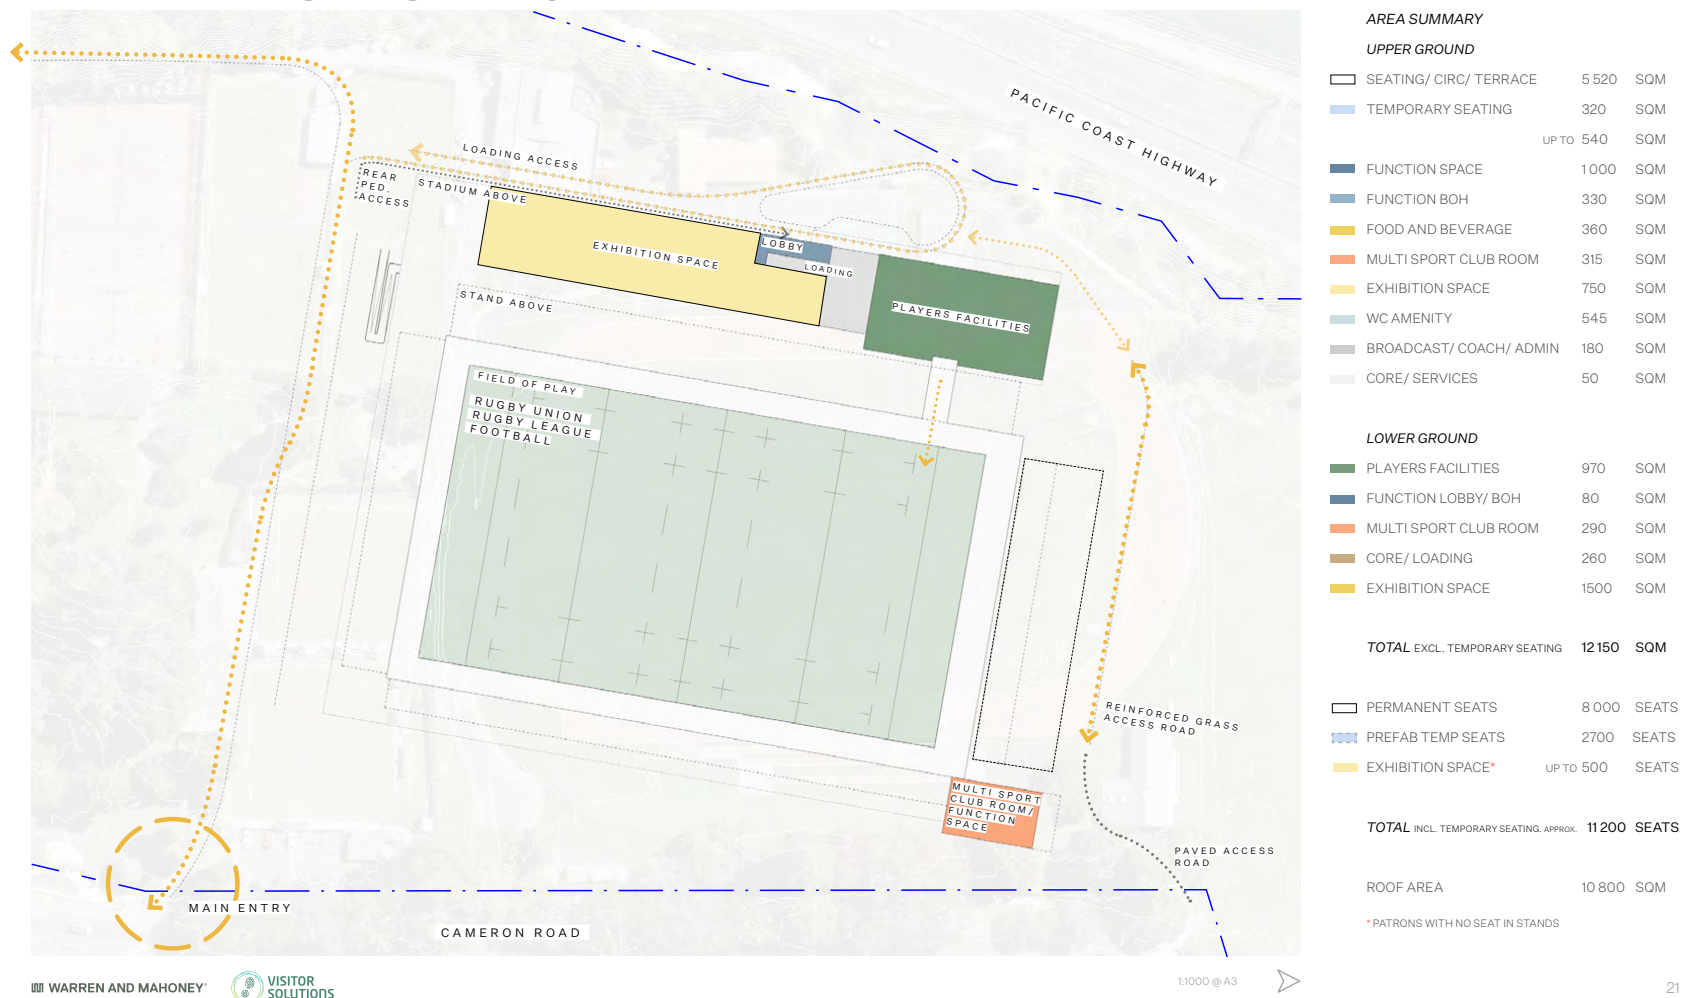 PACIFIC COAST HIGHWAY
LOADING ACCESS
REAR
PED.
ACCESS
STADIUM ABOVE
EXHIBITION SPACE
LOBBY
LOADING
PLAYERS FACILITIES
STAND ABOVE
FIELD OF PLAY
RUGBY UNION
RUGBY LEAGUE
FOOTBALL
REINFORCED GRASS
ACCESS ROAD
MULTI SPORT
CLUB ROOM/
FUNCTION
SPACE
PAVED ACCESS
ROAD
MAIN ENTRY
CAMERON ROAD
AREA SUMMARY
UPPER GROUND
SEATING/ CIRC/ TERRACE 5 520 SQM
TEMPORARY SEATING 320 SQM
UP TO 540 SQM
FUNCTION SPACE 1 000 SQM
FUNCTION BOH 330 SQM
FOOD AND BEVERAGE 360 SQM
MULTI SPORT CLUB ROOM 315 SQM
EXHIBITION SPACE 750 SQM
WC AMENITY 545 SQM
BROADCAST/ COACH/ ADMIN 180 SQM
CORE/ SERVICES 50 SQM
LOWER GROUND
PLAYERS FACILITIES 970 SQM
FUNCTION LOBBY/ BOH 80 SQM
MULTI SPORT CLUB ROOM 290 SQM
CORE/ LOADING 260 SQM
EXHIBITION SPACE 1500 SQM
TOTAL EXCL. TEMPORARY SEATING 12 150 SQM
PERMANENT SEATS 8 000 SEATS
PREFAB TEMP SEATS 2700 SEATS
EXHIBITION SPACE* UP TO 500 SEATS
TOTAL INCL. TEMPORARY SEATING. APPROX. 11 200 SEATS
ROOF AREA 10 800 SQM
* PATRONS WITH NO SEAT IN STANDS
WARREN AND MAHONEY®
VISITOR
SOLUTIONS
1:1000 @ A3
21